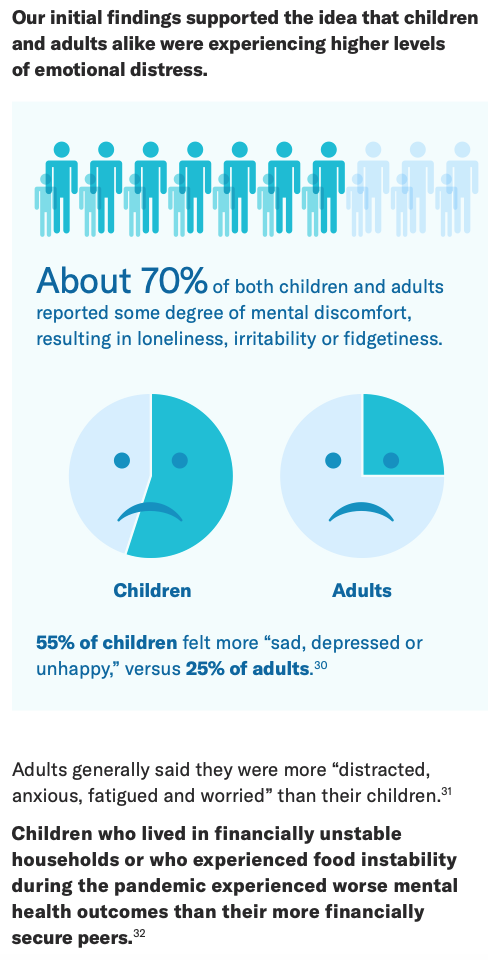 Our initial findings supported the idea that children
and adults alike were experiencing higher levels
of emotional distress.
About 70% of both children and adults
reported some degree of mental discomfort,
resulting in loneliness, irritability or fidgetiness.
Children
Adults
55% of children felt more “sad, depressed or
unhappy,” versus 25% of adults.30
Adults generally said they were more “distracted,
anxious, fatigued and worried” than their children.31
Children who lived in financially unstable
households or who experienced food instability
during the pandemic experienced worse mental
health outcomes than their more financially
secure peers.32